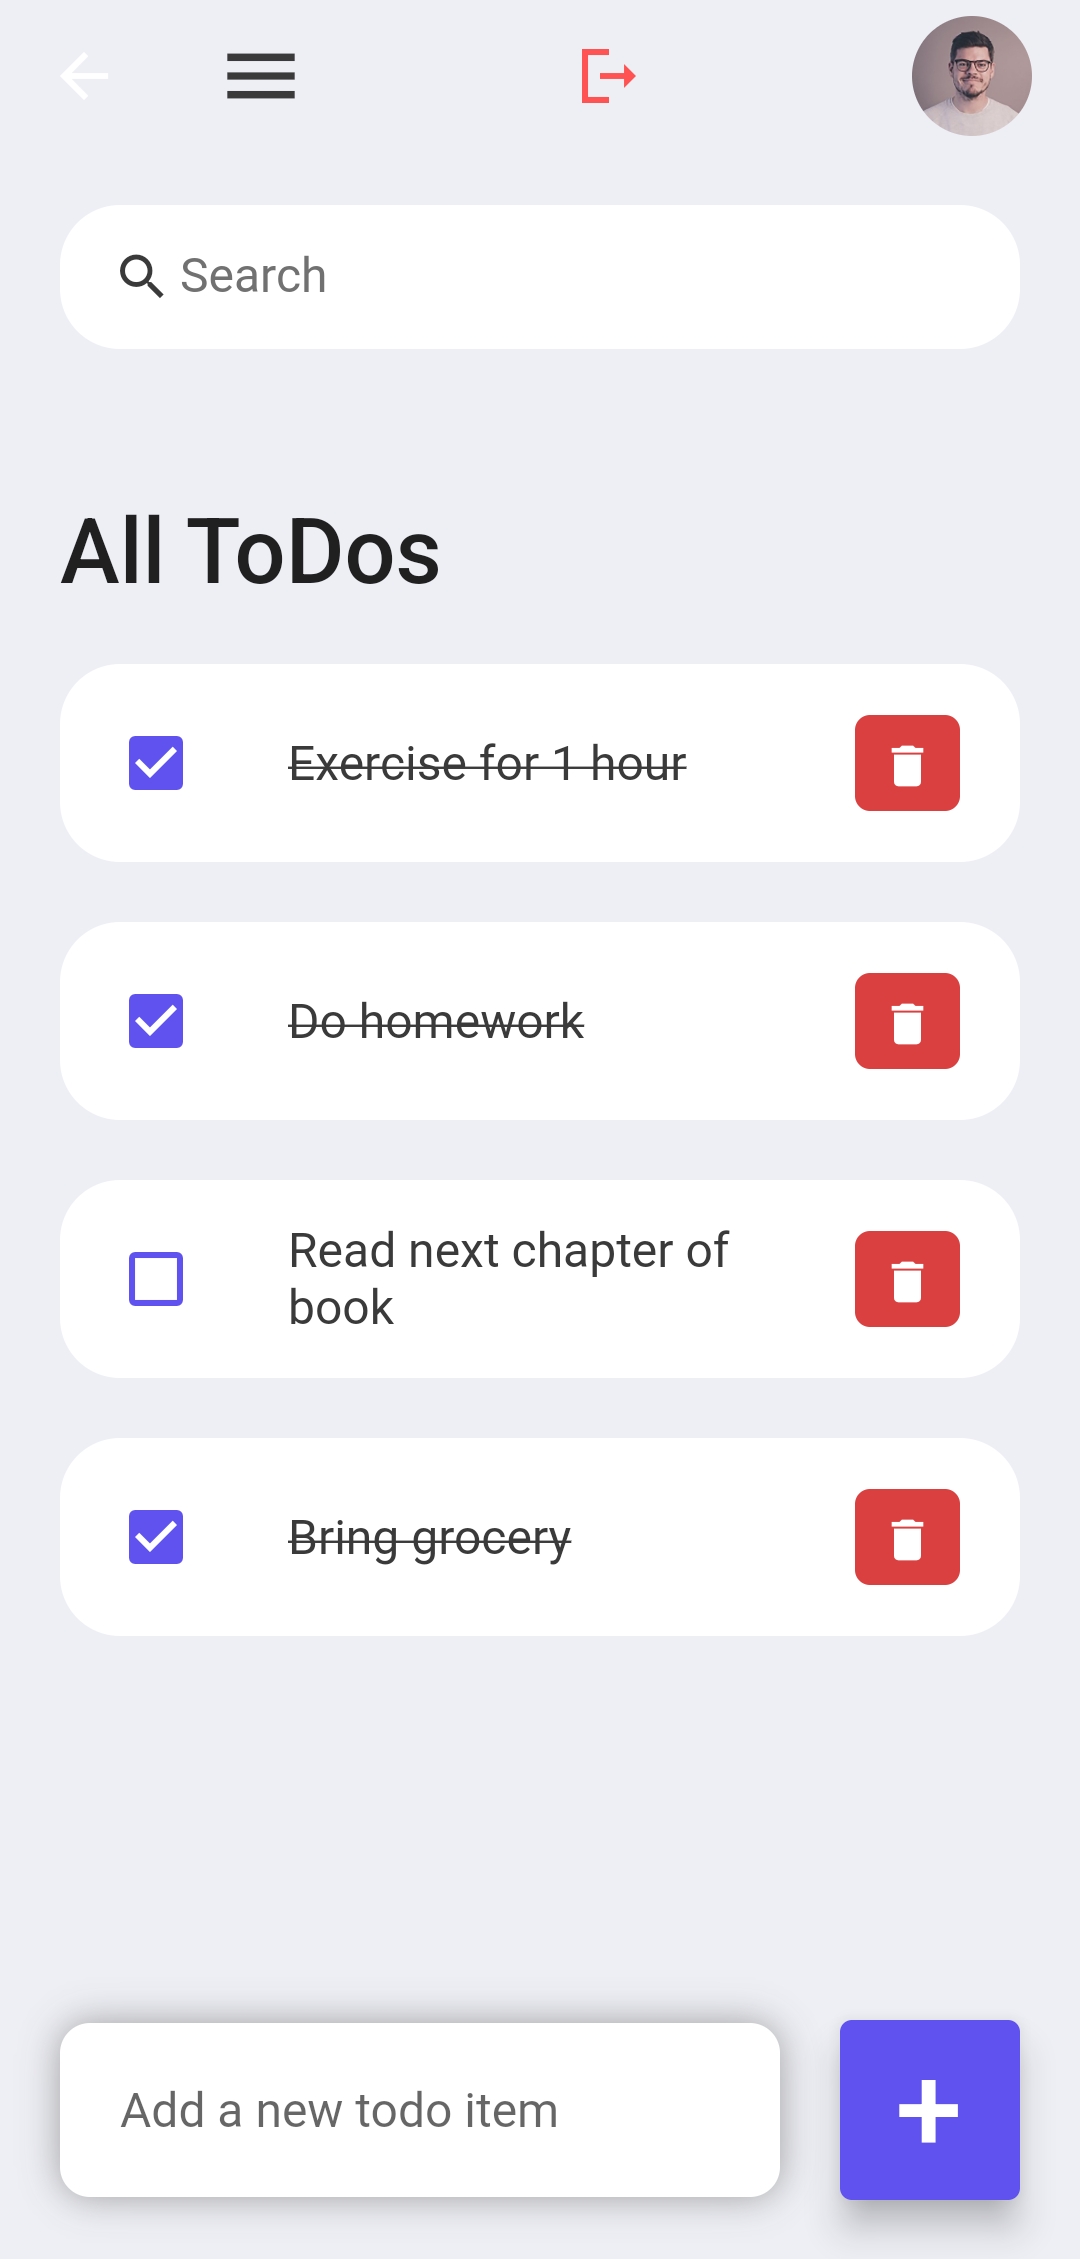 Search
All ToDos
Exercise for 1 hour
Do homework
Read next chapter of
book
Bring grocery
Add a new todo item